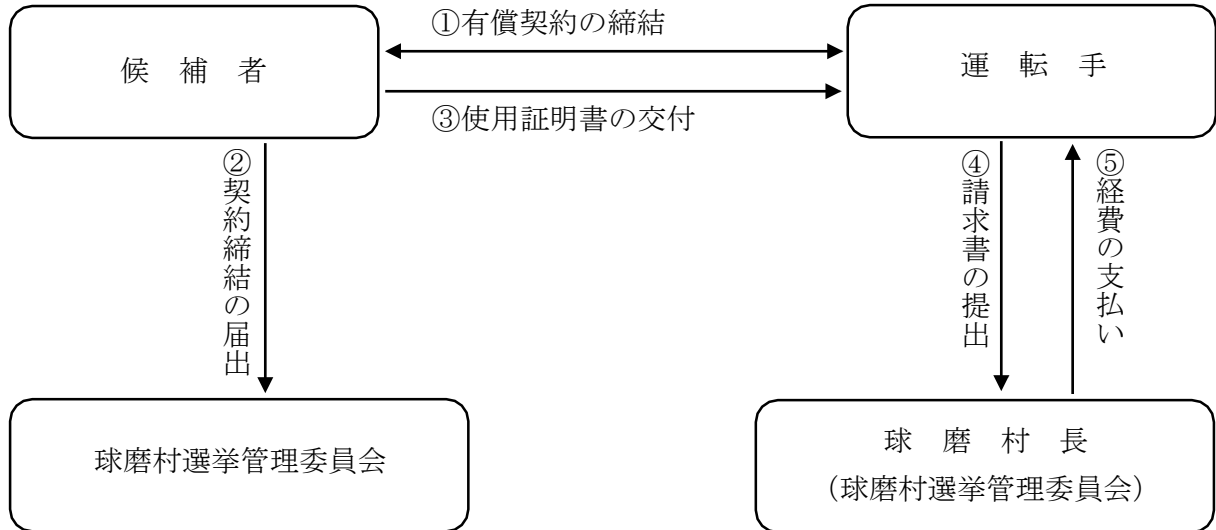 ①有償契約の締結
候　補　者
運　転　手
③使用証明書の交付
②契約締結の届出
④請求書の提出
⑤経費の支払い
球磨村選挙管理委員会
球　磨　村　長
（球磨村選挙管理委員会）